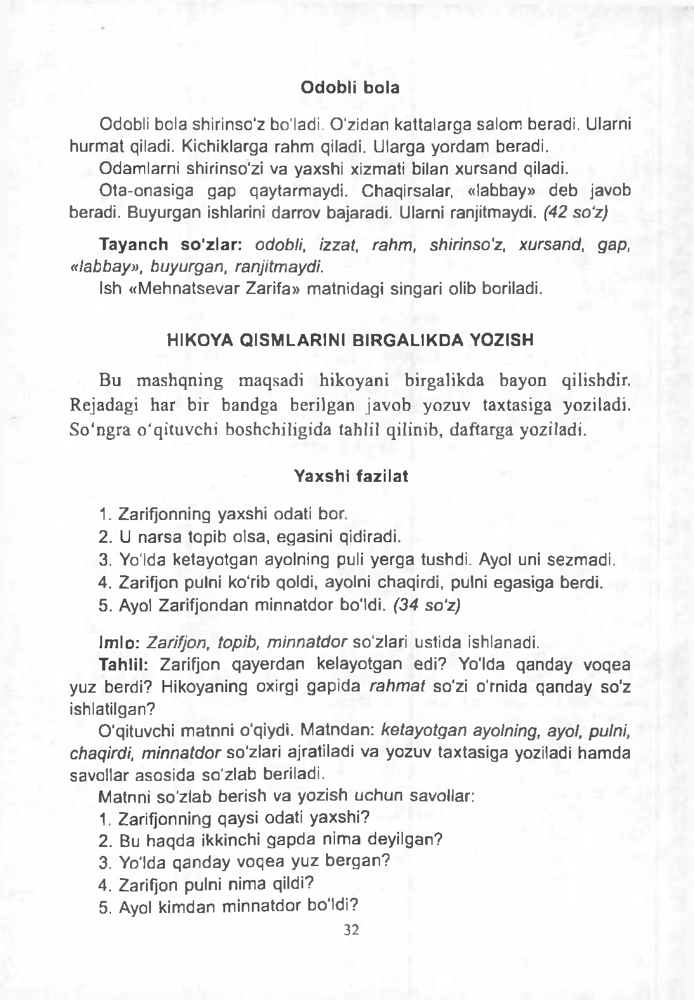 Odobli bola
Odobli bola shirinso‘z bo‘ladi. O‘zidan kattalarga salom beradi. Ularni
hurmat qiladi. Kichiklarga rahm qiladi. Ularga yordam beradi.
Odamlarni shirinso‘zi va yaxshi xizmati bilan xursand qiladi.
Ota-onasiga gap qaytarmaydi. Chaqirsalar, «labbay» deb javob
beradi. Buyurgan ishlarini darrov bajaradi. Ularni ranjitmaydi. (42 so‘z)
Tayanch so‘zlar: odobli, izzat, rahm, shirinso‘z, xursand, gap,
«labbay», buyurgan, ranjitmaydi.
Ish «Mehnatsevar Zarifa» matnidagi singari olib boriladi.
HIKOYA QISMLARINI BIRGALIKDA YOZISH
Bu mashqning maqsadi hikoyani birgalikda bayon qilishdir.
Rejadagi har bir bandga berilgan javob yozuv taxtasiga yoziladi.
So‘ngra o‘qituvchi boshchiligida tahlil qilinib, daftarga yoziladi.
Yaxshi fazilat
1. Zarifjonning yaxshi odati bor.
2. U narsa topib olsa, egasini qidiradi.
3. Yo‘lda ketayotgan ayolning puli yerga tushdi. Ayol uni sezmadi.
4. Zarifjon pulni ko‘rib qoldi, ayolni chaqirdi, pulni egasiga berdi.
5. Ayol Zarifjondan minnatdor bo‘ldi. (34 so‘z)
Imlo: Zarifjon, topib, minnatdor so‘zlari ustida ishlanadi.
Tahlil: Zarifjon qayerdan kelayotgan edi? Yo‘lda qanday voqea
yuz berdi? Hikoyaning oxirgi gapida rahmat so‘zi o‘rnida qanday so‘z
ishlatilgan?
O‘qituvchi matnni o‘qiydi. Matndan: ketayotgan ayolning, ayol, pulni,
chaqirdi, minnatdor so‘zlari ajratiladi va yozuv taxtasiga yoziladi hamda
savollar asosida so‘zlab beriladi.
Matnni so‘zlab berish va yozish uchun savollar:
1. Zarifjonning qaysi odati yaxshi?
2. Bu haqda ikkinchi gapda nima deyilgan?
3. Yo‘lda qanday voqea yuz bergan?
4. Zarifjon pulni nima qildi?
5. Ayol kimdan minnatdor bo‘ldi?
32